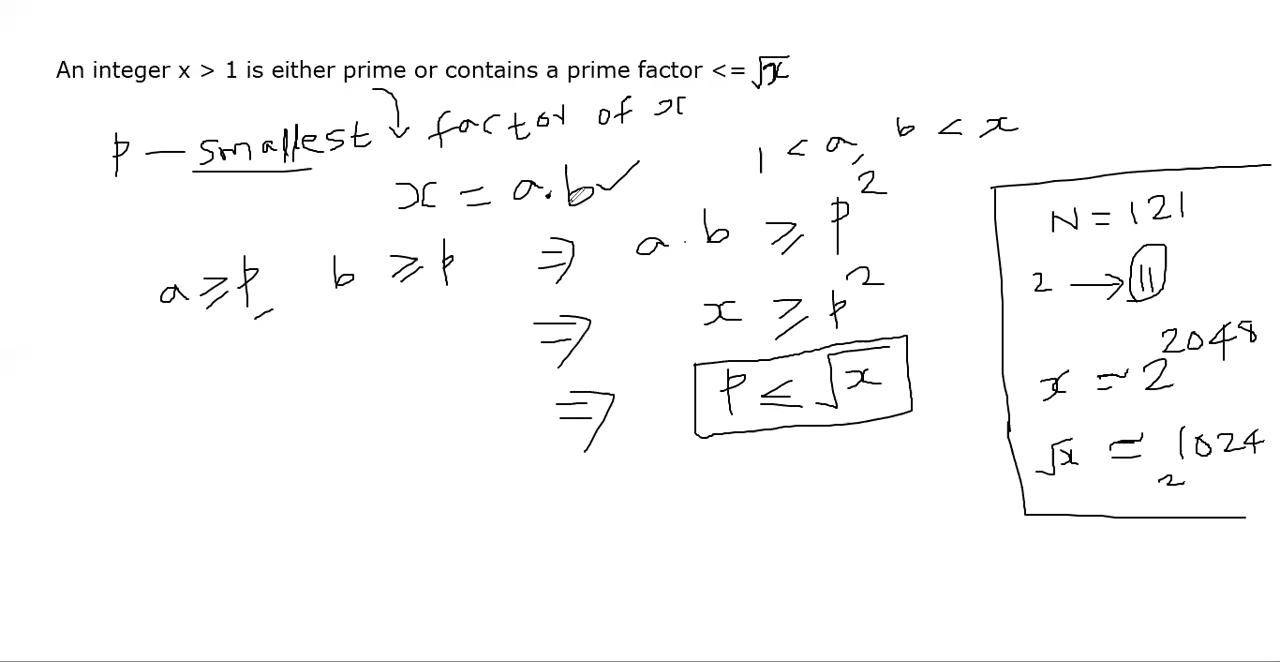 An integer x > 1 is either prime or contains a prime factor <= √x
p — smallest factor of x
x = a.b ✓ 1 < a, b < x
a ≥ p, b ≥ p ⇒ a.b ≥ p²
⇒ x ≥ p²
⇒ p ≤ √x
N = 121
2 → 11
x ≃ 2^2048
√x ≃ 2^1024